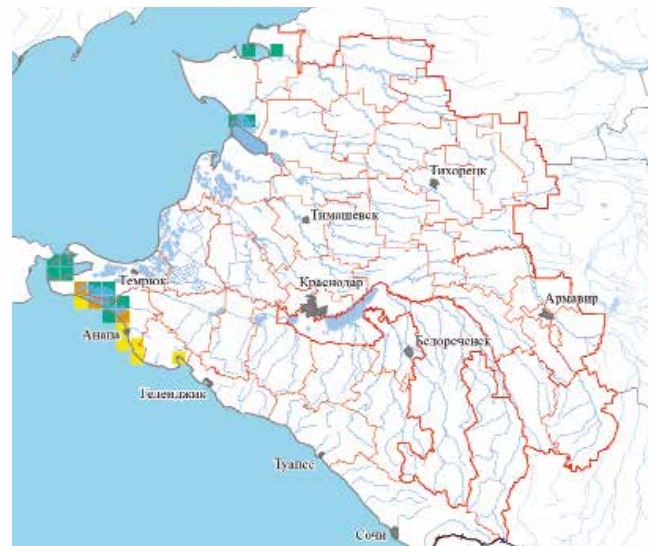 Тихорецк
Тимашевск
Темрюк
Краснодар
Армавир
Анапа
Белореченск
Геленджик
Туапсе
Сочи